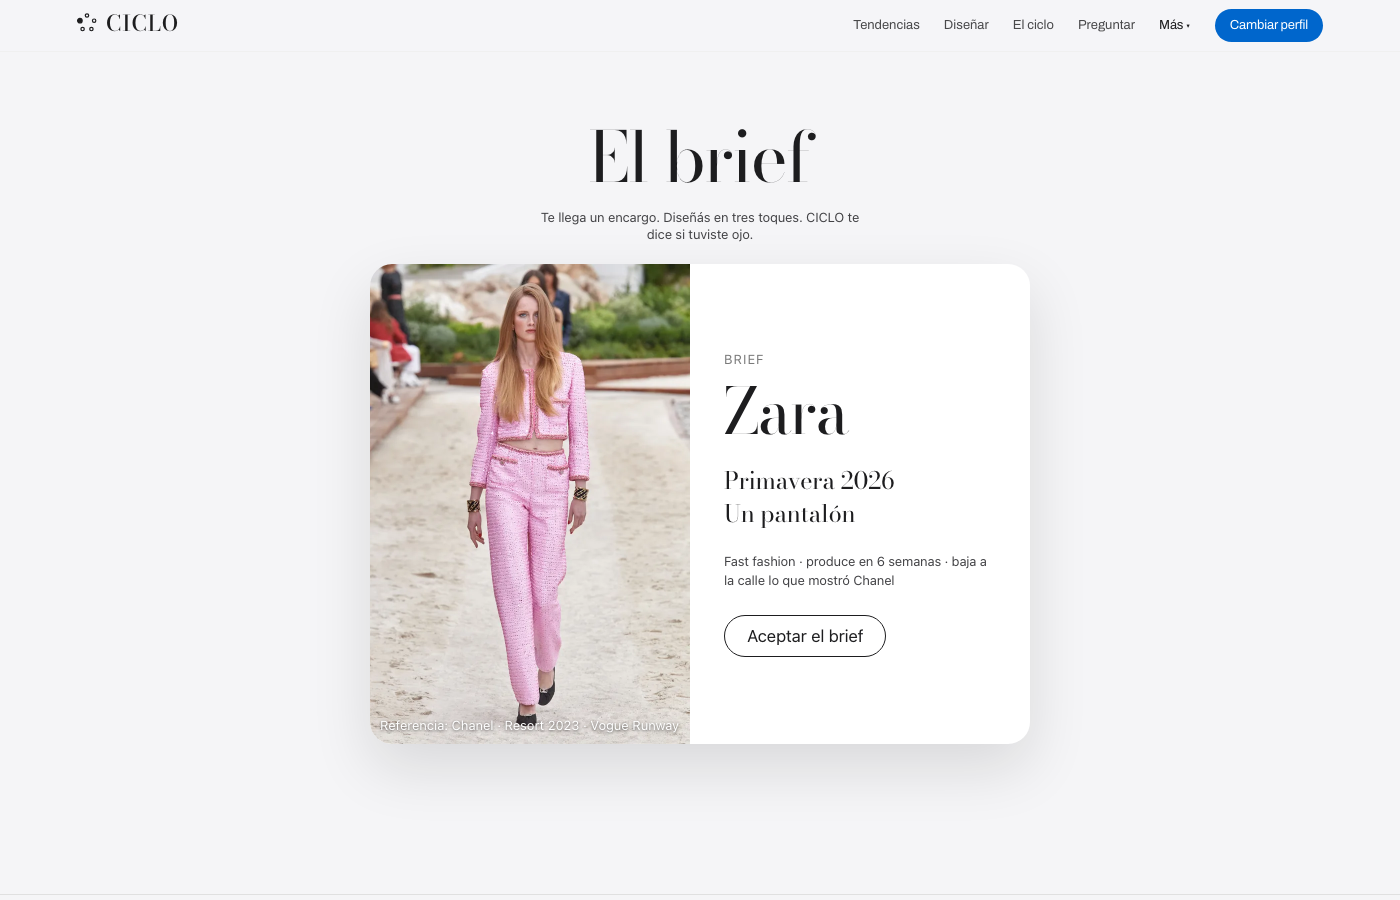 CICLO
Tendencias
Diseñar
El ciclo
Preguntar
Más
Cambiar perfil
El brief
Te llega un encargo. Diseñás en tres toques. CICLO te
dice si tuviste ojo.
BRIEF
Zara
Primavera 2026
Un pantalón
Fast fashion · produce en 6 semanas · baja a
la calle lo que mostró Chanel
Aceptar el brief
Referencia: Chanel · Resort 2023 · Vogue Runway